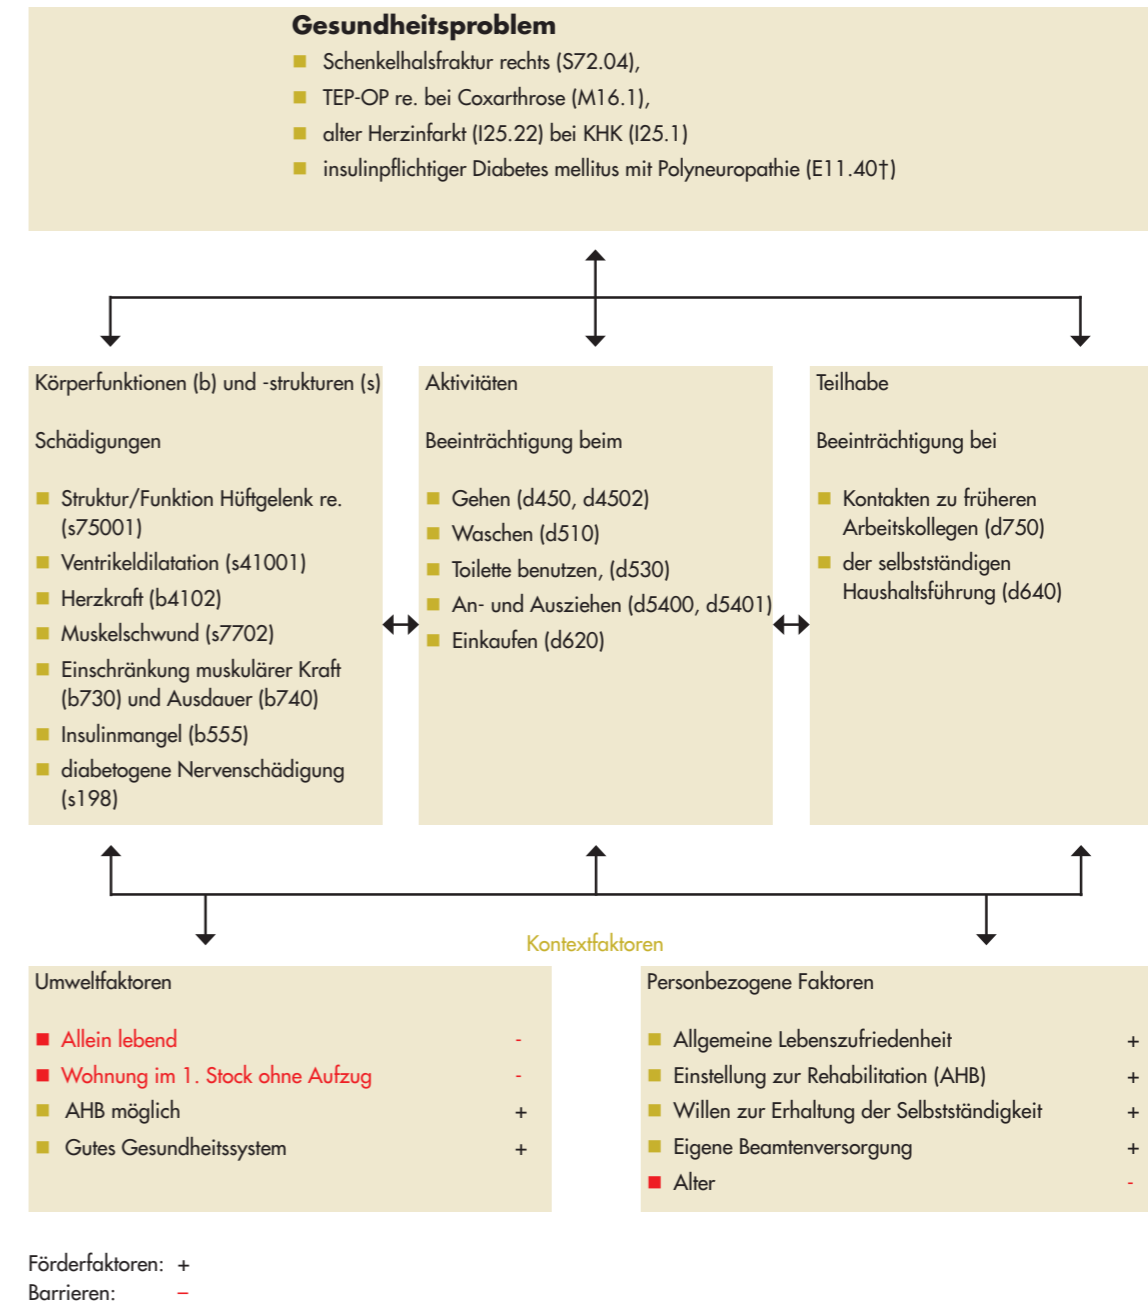 Gesundheitsproblem
Schenkelhalsfraktur rechts (S72.04),
TEP-OP re. bei Coxarthrose (M16.1),
alter Herzinfarkt (I25.22) bei KHK (I25.1)
insulinpflichtiger Diabetes mellitus mit Polyneuropathie (E11.40†)
Körperfunktionen (b) und -strukturen (s)
Schädigungen
Struktur/Funktion Hüftgelenk re.
(s75001)
Ventrikeldilatation (s41001)
Herzkraft (b4102)
Muskelschwund (s7702)
Einschränkung muskulärer Kraft
(b730) und Ausdauer (b740)
Insulinmangel (b555)
diabetogene Nervenschädigung
(s198)
Aktivitäten
Beeinträchtigung beim
Gehen (d450, d4502)
Waschen (d510)
Toilette benutzen, (d530)
An- und Ausziehen (d5400, d5401)
Einkaufen (d620)
Teilhabe
Beeinträchtigung bei
Kontakten zu früheren
Arbeitskollegen (d750)
der selbstständigen
Haushaltsführung (d640)
Kontextfaktoren
Umweltfaktoren
Allein lebend -
Wohnung im 1. Stock ohne Aufzug -
AHB möglich +
Gutes Gesundheitssystem +
Personbezogene Faktoren
Allgemeine Lebenszufriedenheit +
Einstellung zur Rehabilitation (AHB) +
Willen zur Erhaltung der Selbstständigkeit +
Eigene Beamtenversorgung +
Alter -
Förderfaktoren: +
Barrieren: –